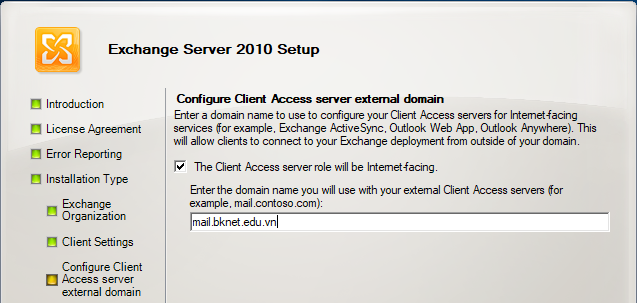 Exchange Server 2010 Setup
Introduction
License Agreement
Error Reporting
Installation Type
Exchange
Organization
Client Settings
Configure Client
Access server
external domain
Configure Client Access server external domain
Enter a domain name to use to configure your Client Access servers for Internet-facing
services (for example, Exchange ActiveSync, Outlook Web App, Outlook Anywhere). This
will allow clients to connect to your Exchange deployment from outside of your domain.
The Client Access server role will be Internet-facing.
Enter the domain name you will use with your external Client Access servers (for
example, mail.contoso.com):
mail.bknet.edu.vn